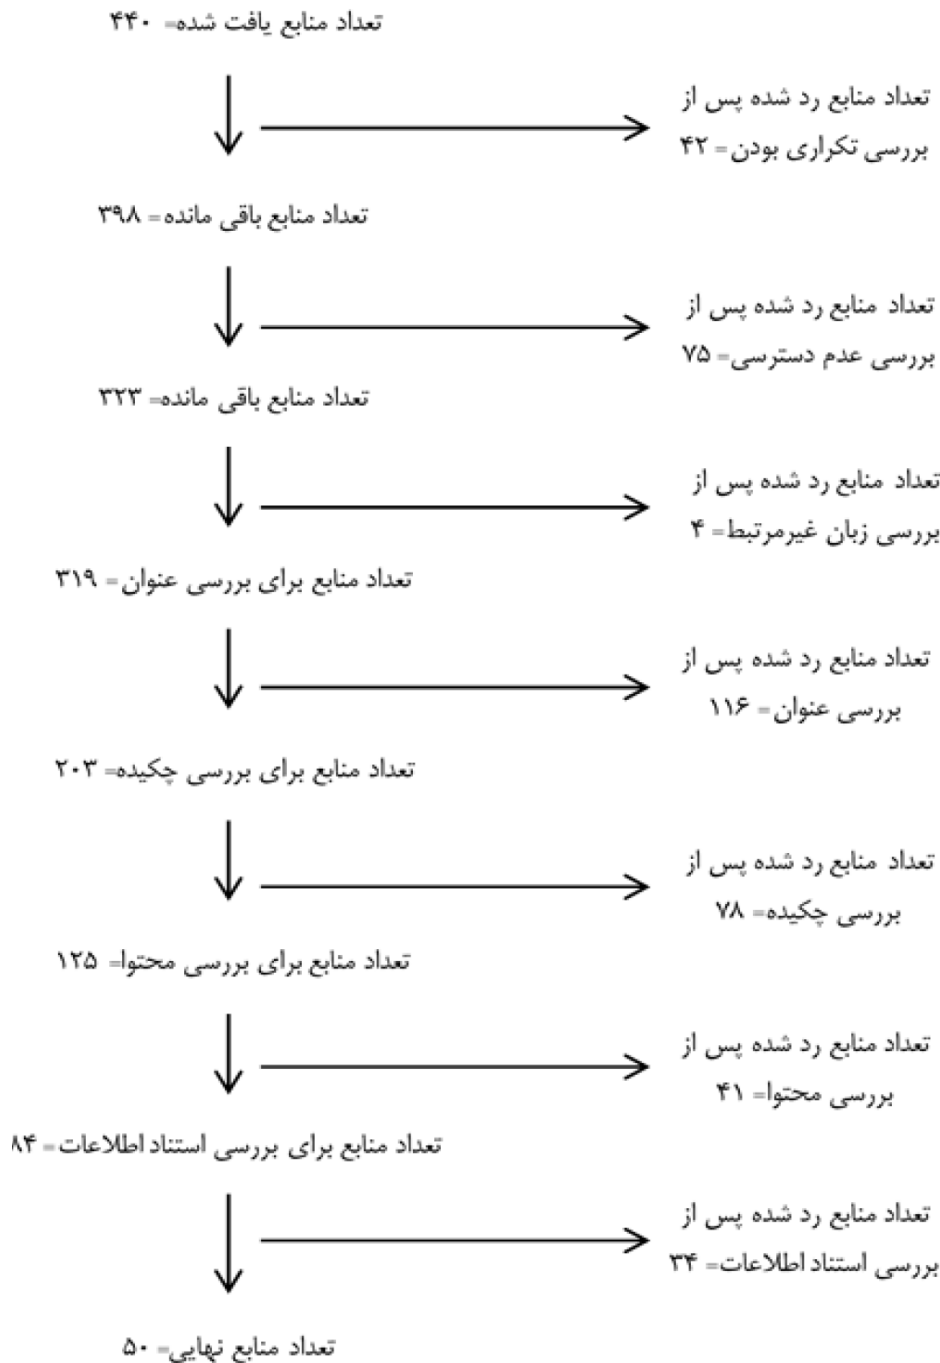 تعداد منابع یافت شده= ۴۴۰
تعداد منابع رد شده پس از
بررسی تکراری بودن= ۴۲
تعداد منابع باقی مانده= ۳۹۸
تعداد منابع رد شده پس از
بررسی عدم دسترسی= ۷۵
تعداد منابع باقی مانده= ۳۲۳
تعداد منابع رد شده پس از
بررسی زبان غیرمرتبط= ۴
تعداد منابع برای بررسی عنوان= ۳۱۹
تعداد منابع رد شده پس از
بررسی عنوان= ۱۱۶
تعداد منابع برای بررسی چکیده= ۲۰۳
تعداد منابع رد شده پس از
بررسی چکیده= ۷۸
تعداد منابع برای بررسی محتوا= ۱۲۵
تعداد منابع رد شده پس از
بررسی محتوا= ۴۱
تعداد منابع برای بررسی استناد اطلاعات= ۸۴
تعداد منابع رد شده پس از
بررسی استناد اطلاعات= ۳۴
تعداد منابع نهایی= ۵۰